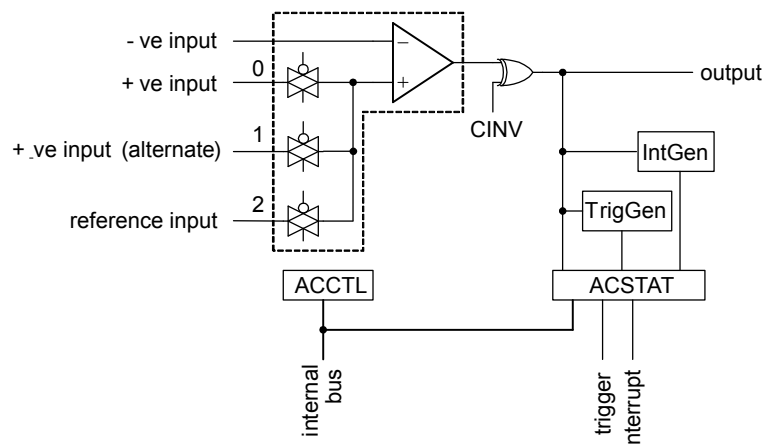 - ve input
0
+ ve input
−
+
output
CINV
1
+ ve input (alternate)
IntGen
2
reference input
TrigGen
ACCTL
ACSTAT
internal
bus
trigger
nterrupt